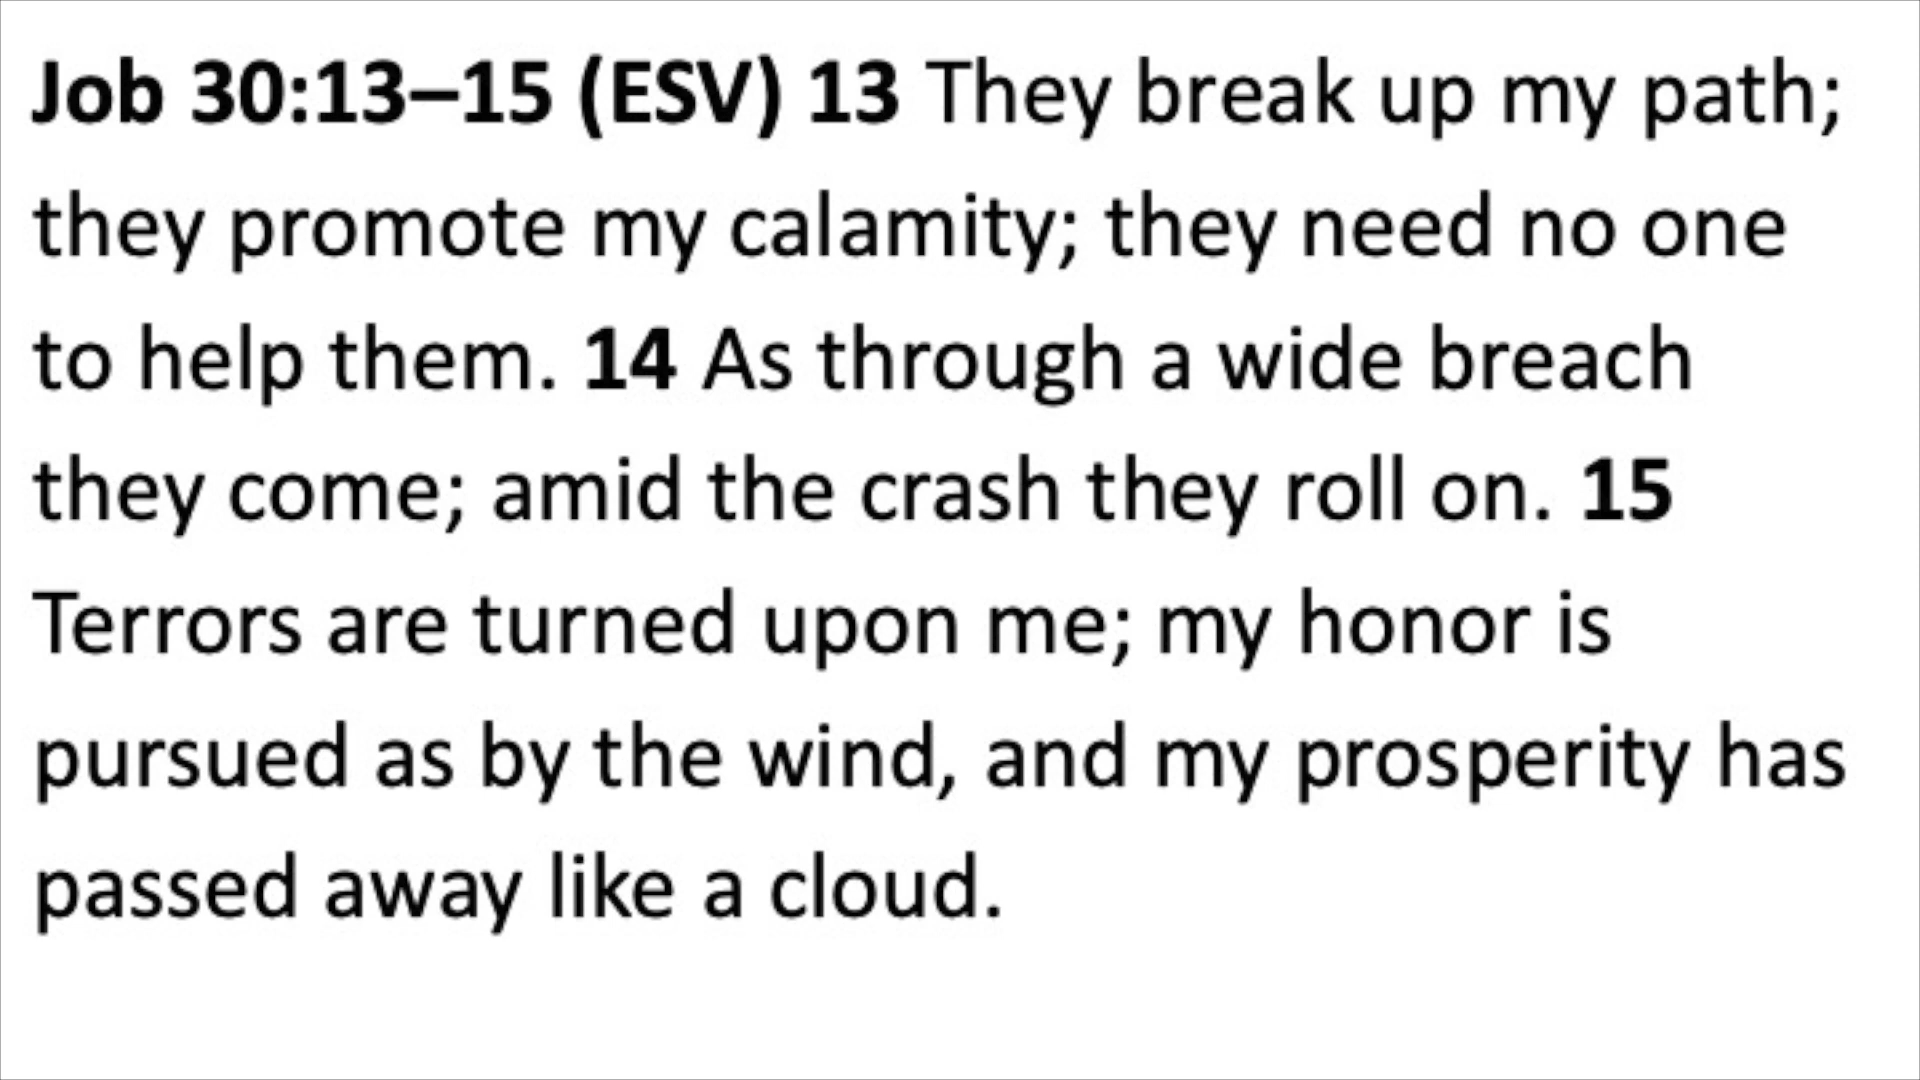 Job 30:13–15 (ESV) 13 They break up my path;
they promote my calamity; they need no one
to help them. 14 As through a wide breach
they come; amid the crash they roll on. 15
Terrors are turned upon me; my honor is
pursued as by the wind, and my prosperity has
passed away like a cloud.